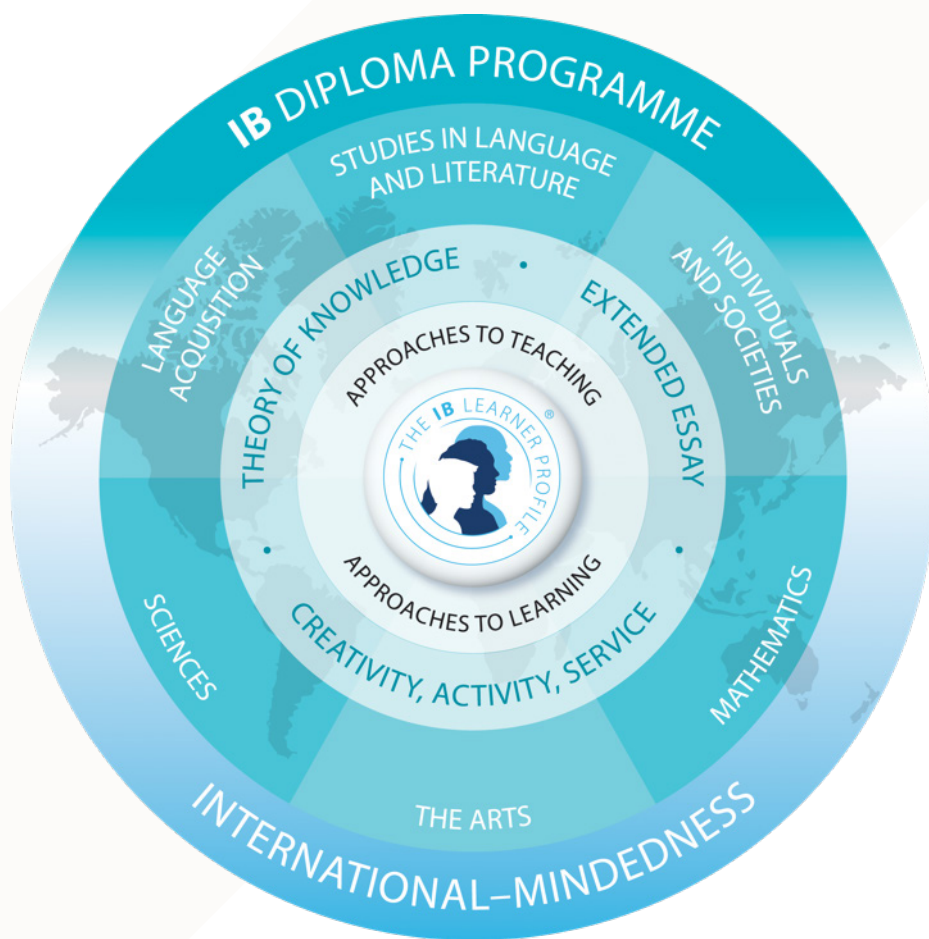 IB DIPLOMA PROGRAMME
STUDIES IN LANGUAGE
AND LITERATURE
LANGUAGE
ACQUISITION
INDIVIDUALS
AND SOCIETIES
THEORY OF KNOWLEDGE
•
EXTENDED ESSAY
•
APPROACHES TO TEACHING
THE IB LEARNER PROFILE
®
APPROACHES TO LEARNING
CREATIVITY, ACTIVITY, SERVICE
•
SCIENCES
MATHEMATICS
THE ARTS
INTERNATIONAL–MINDEDNESS